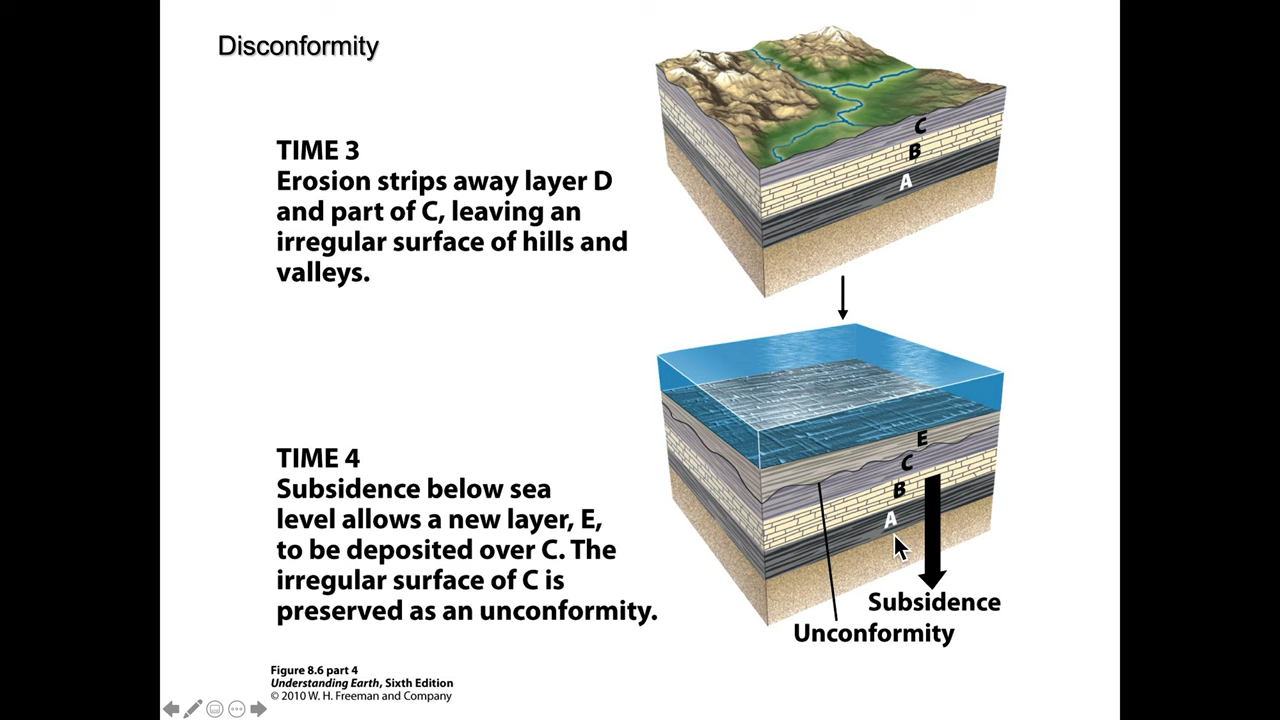 Disconformity
TIME 3
Erosion strips away layer D
and part of C, leaving an
irregular surface of hills and
valleys.
C
B
A
TIME 4
Subsidence below sea
level allows a new layer, E,
to be deposited over C. The
irregular surface of C is
preserved as an unconformity.
E
C
B
A
Subsidence
Unconformity
Figure 8.6 part 4
Understanding Earth, Sixth Edition
© 2010 W. H. Freeman and Company